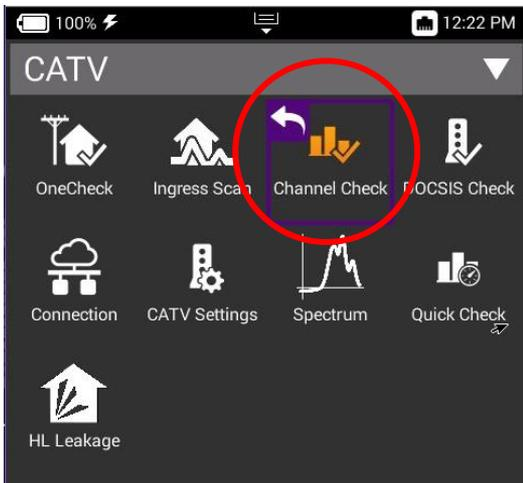 100% 12:22 PM
CATV
OneCheck Ingress Scan Channel Check DOCSIS Check
Connection CATV Settings Spectrum Quick Check
HL Leakage